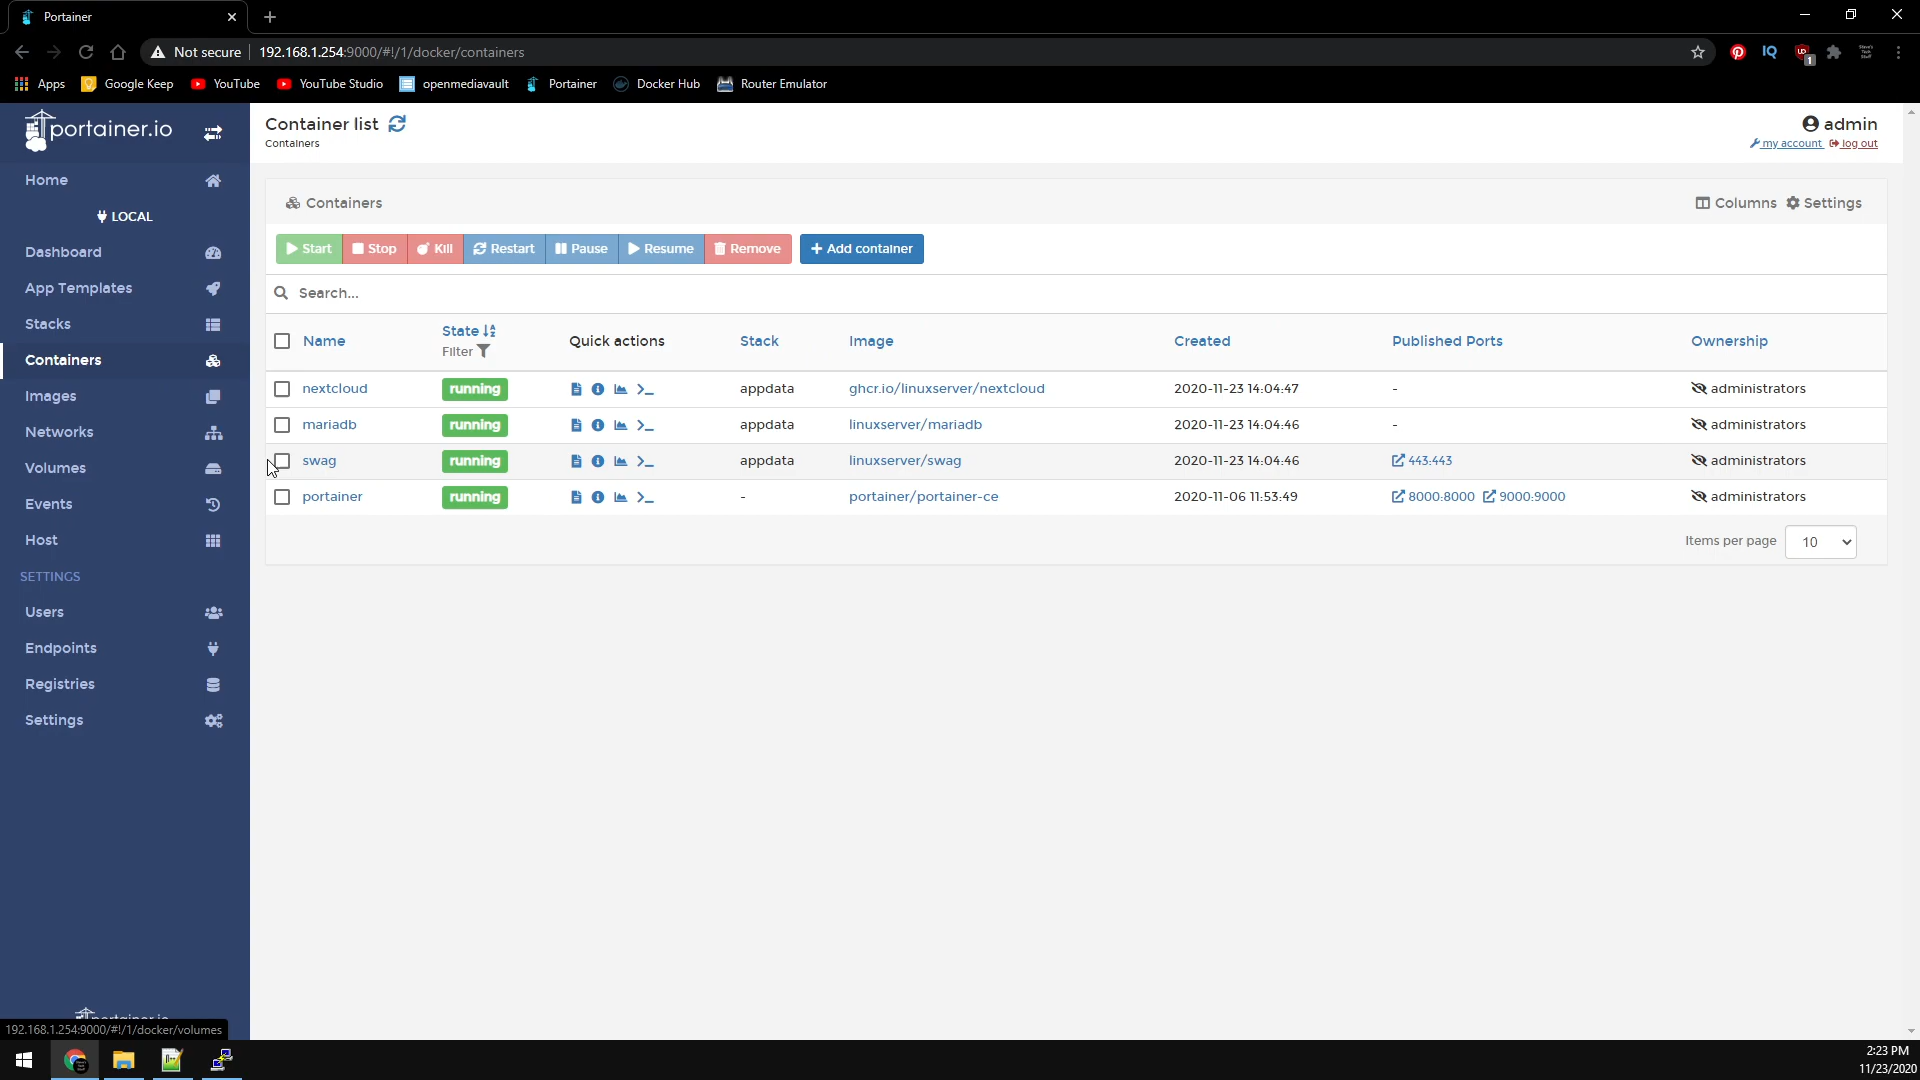 Portainer
Not secure 192.168.1.254:9000/#!/1/docker/containers
Apps Google Keep YouTube YouTube Studio openmediavault Portainer Docker Hub Router Emulator
portainer.io
Container list
Containers
admin
my account log out
Home
LOCAL
Dashboard
App Templates
Stacks
Containers
Images
Networks
Volumes
Events
Host
SETTINGS
Users
Endpoints
Registries
Settings
Containers
Columns Settings
Start Stop Kill Restart Pause Resume Remove + Add container
Search...
Name State Filter Quick actions Stack Image Created Published Ports Ownership
nextcloud running appdata ghcr.io/linuxserver/nextcloud 2020-11-23 14:04:47 - administrators
mariadb running appdata linuxserver/mariadb 2020-11-23 14:04:46 - administrators
swag running appdata linuxserver/swag 2020-11-23 14:04:46 443:443 administrators
portainer running - portainer/portainer-ce 2020-11-06 11:53:49 8000:8000 9000:9000 administrators
Items per page 10
portainer.io
192.168.1.254:9000/#!/1/docker/volumes
2:23 PM
11/23/2020